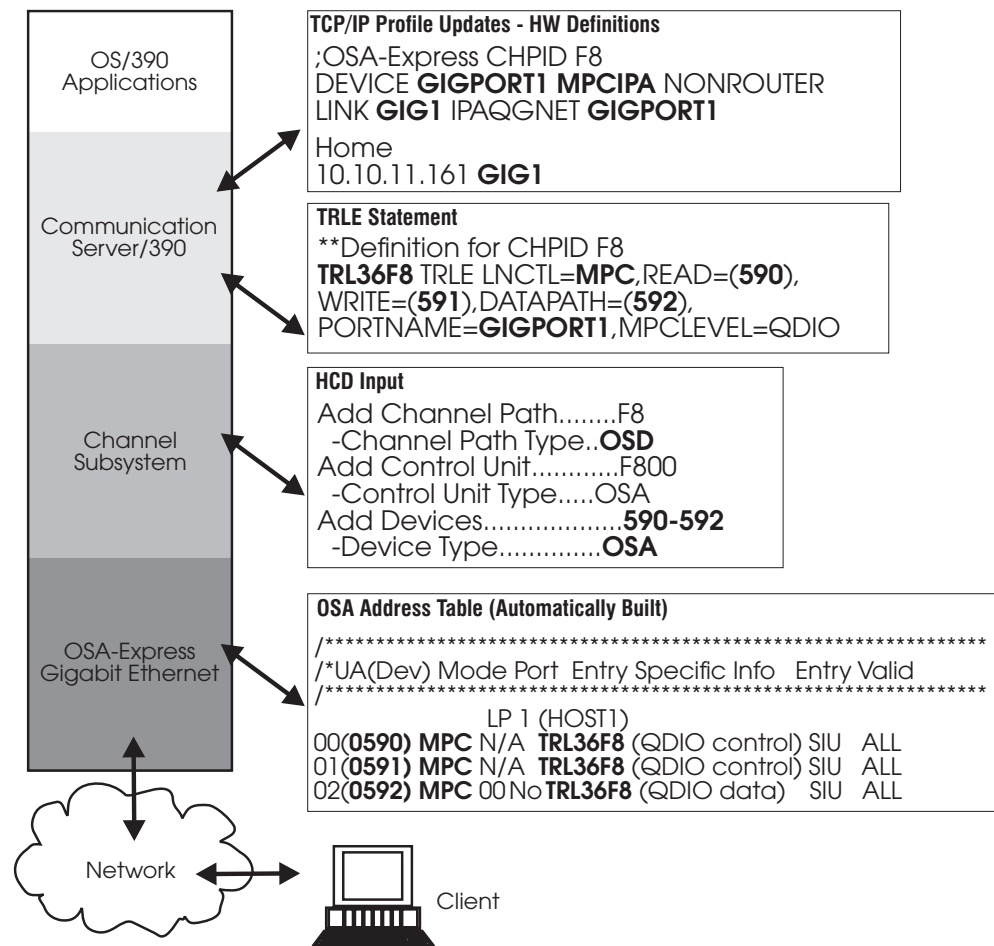 OS/390
Applications
Communication
Server/390
Channel
Subsystem
OSA-Express
Gigabit Ethernet
Network
Client
TCP/IP Profile Updates - HW Definitions
;OSA-Express CHPID F8
DEVICE GIGPORT1 MPCIPA NONROUTER
LINK GIG1 IPAQGNET GIGPORT1
Home
10.10.11.161 GIG1
TRLE Statement
**Definition for CHPID F8
TRL36F8 TRLE LNCTL=MPC,READ=(590),
WRITE=(591),DATAPATH=(592),
PORTNAME=GIGPORT1,MPCLEVEL=QDIO
HCD Input
Add Channel Path........F8
-Channel Path Type..OSD
Add Control Unit............F800
-Control Unit Type.....OSA
Add Devices...................590-592
-Device Type..............OSA
OSA Address Table (Automatically Built)
/****************************************************************
/*UA(Dev) Mode Port Entry Specific Info Entry Valid
/****************************************************************
LP 1 (HOST1)
00(0590) MPC N/A TRL36F8 (QDIO control) SIU ALL
01(0591) MPC N/A TRL36F8 (QDIO control) SIU ALL
02(0592) MPC 00 No TRL36F8 (QDIO data) SIU ALL